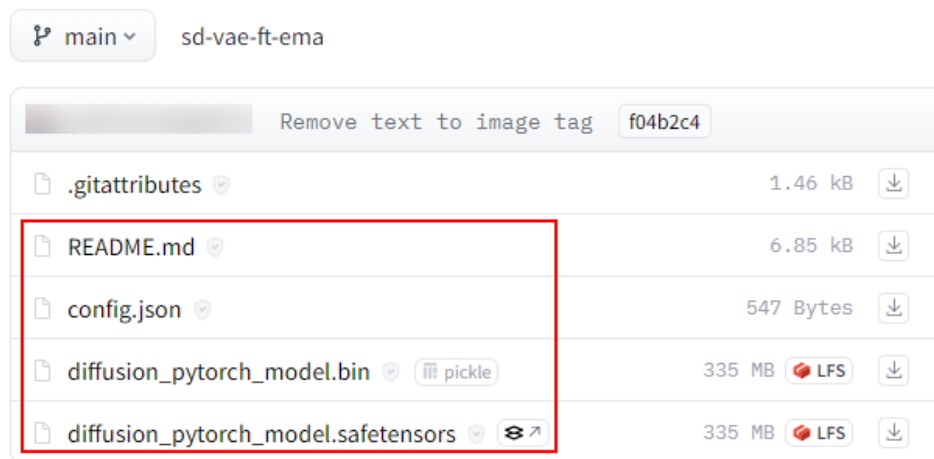 main sd-vae-ft-ema
Remove text to image tag f04b2c4
.gitattributes 1.46 kB
README.md 6.85 kB
config.json 547 Bytes
diffusion_pytorch_model.bin pickle 335 MB LFS
diffusion_pytorch_model.safetensors 335 MB LFS